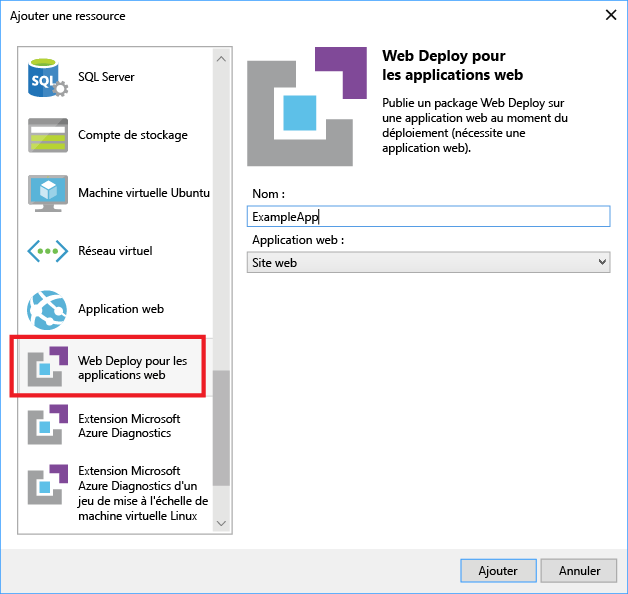 Ajouter une ressource
SQL
SQL Server
Compte de stockage
Machine virtuelle Ubuntu
Réseau virtuel
Application web
Web Deploy pour les
applications web
Extension Microsoft
Azure Diagnostics
Extension Microsoft
Azure Diagnostics d'un
jeu de mise à l'échelle de
machine virtuelle Linux
Web Deploy pour
les applications web
Publie un package Web Deploy sur
une application web au moment du
déploiement (nécessite une
application web).
Nom :
ExampleApp
Application web :
Site web
Ajouter
Annuler